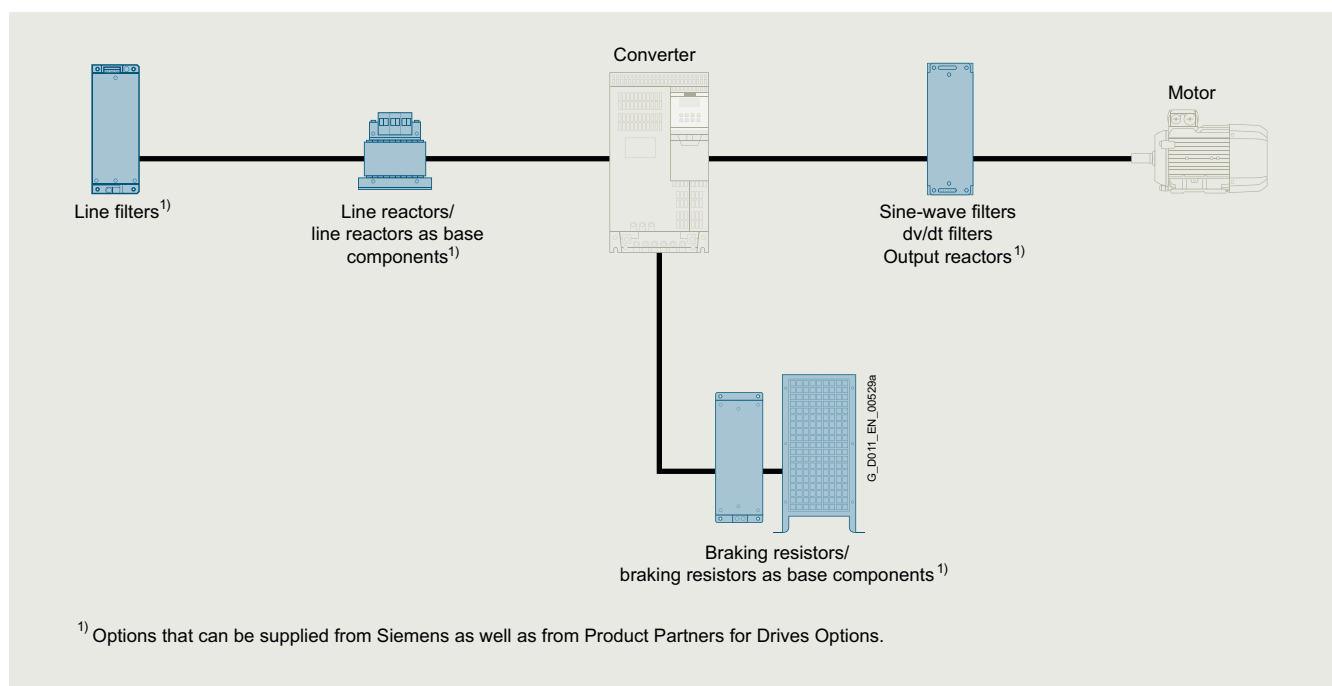 Converter
Motor
Line filters1)
Line reactors/
line reactors as base
components1)
Sine-wave filters
dv/dt filters
Output reactors1)
G_D011_EN_00529a
Braking resistors/
braking resistors as base components1)
1) Options that can be supplied from Siemens as well as from Product Partners for Drives Options.